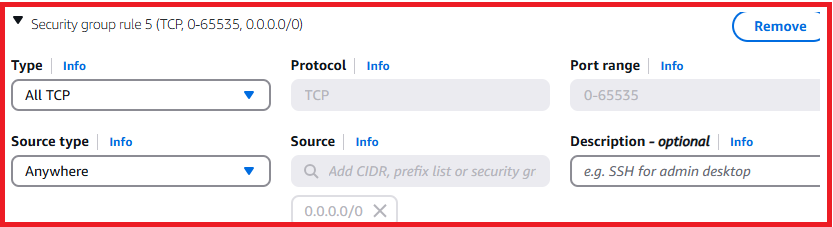 Security group rule 5 (TCP, 0-65535, 0.0.0.0/0)
Remove
Type Info Protocol Info Port range Info
All TCP TCP 0-65535
Source type Info Source Info Description - optional Info
Anywhere Add CIDR, prefix list or security gr e.g. SSH for admin desktop
0.0.0.0/0